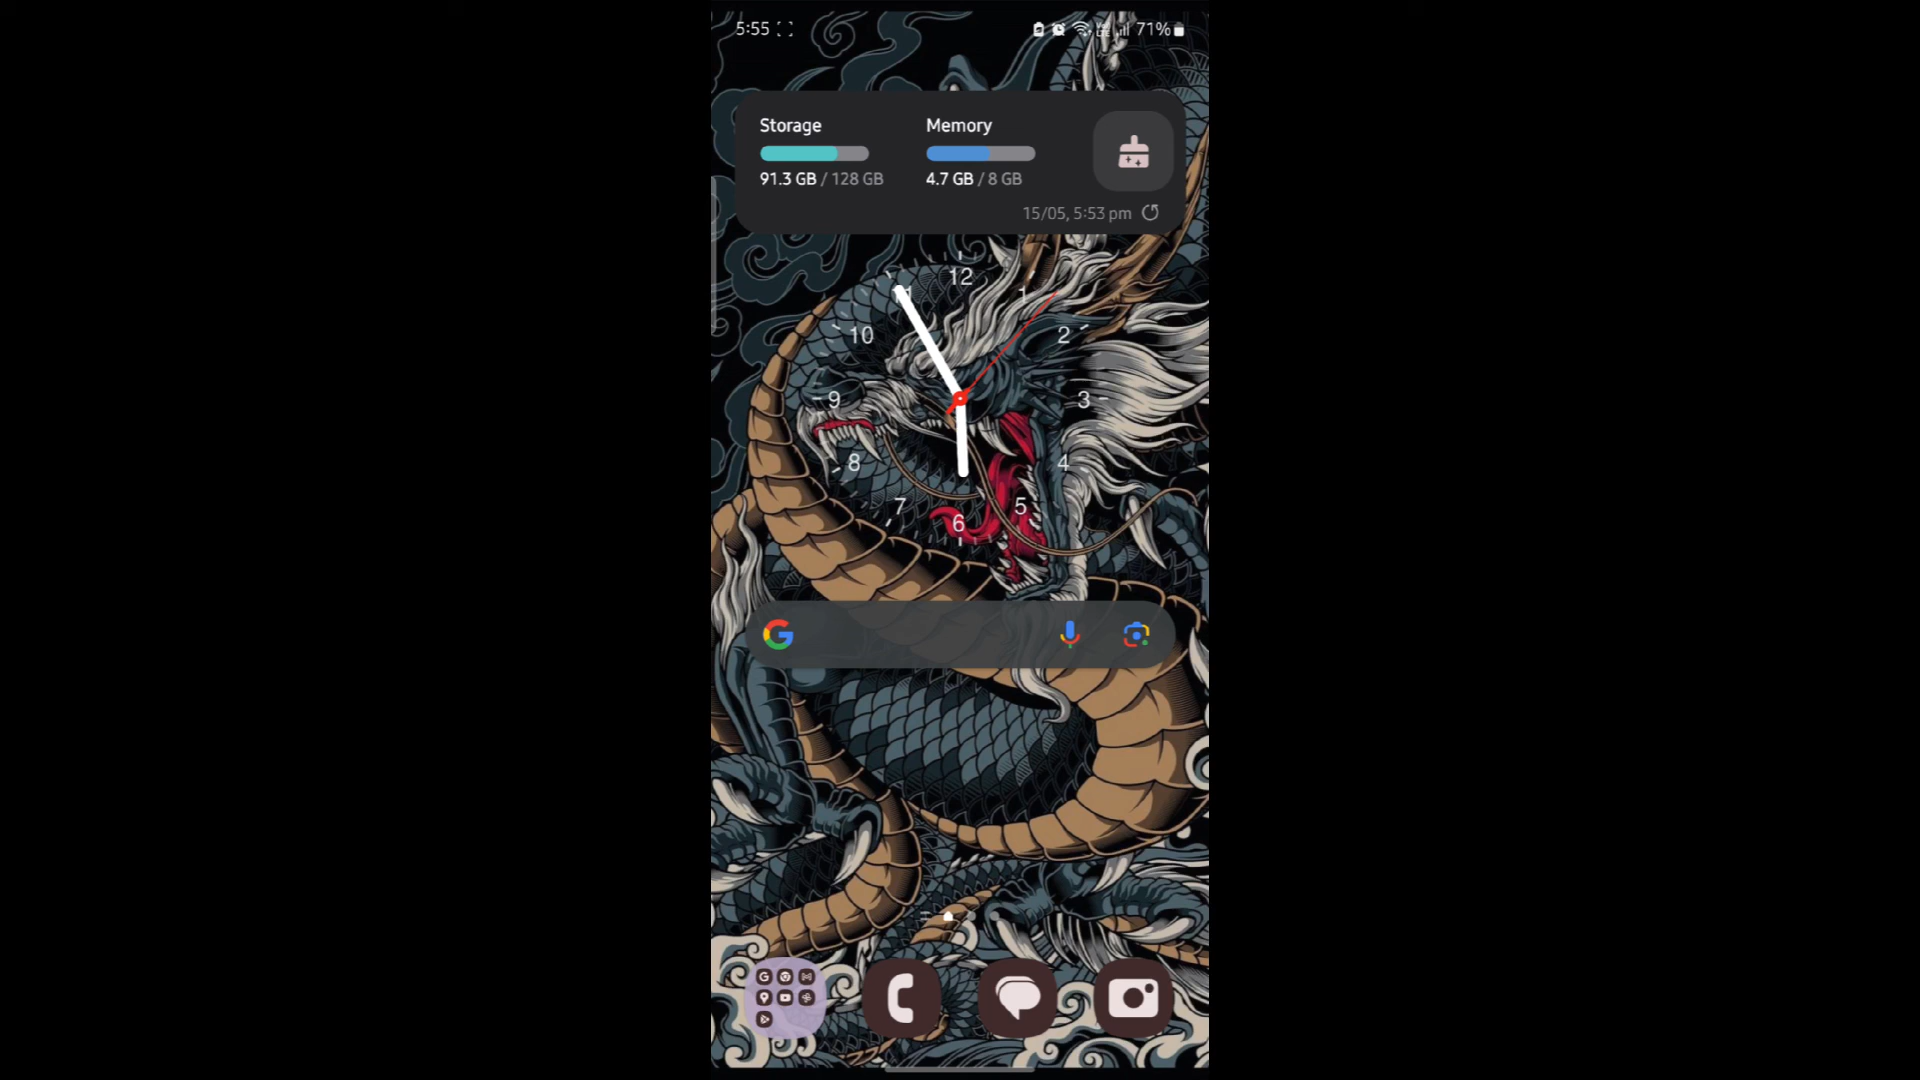 5:55 71%
Storage Memory
91.3 GB / 128 GB 4.7 GB / 8 GB
15/05, 5:53 pm
12
1
10 2
9 3
8 4
7 5
6